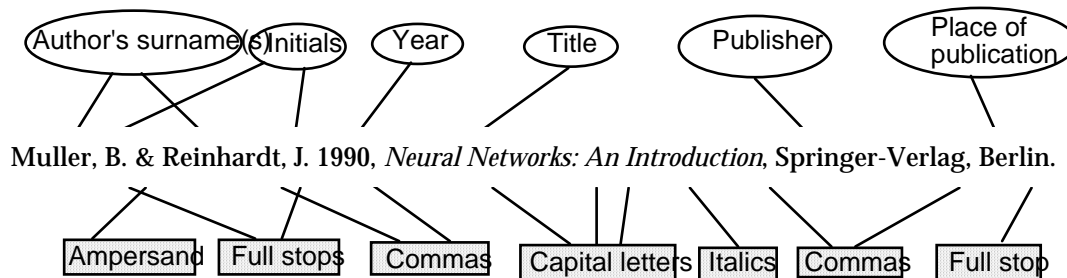 Author's surname(s) Initials Year Title Publisher Place of publication
Muller, B. & Reinhardt, J. 1990, Neural Networks: An Introduction, Springer-Verlag, Berlin.
Ampersand Full stops Commas Capital letters Italics Commas Full stop